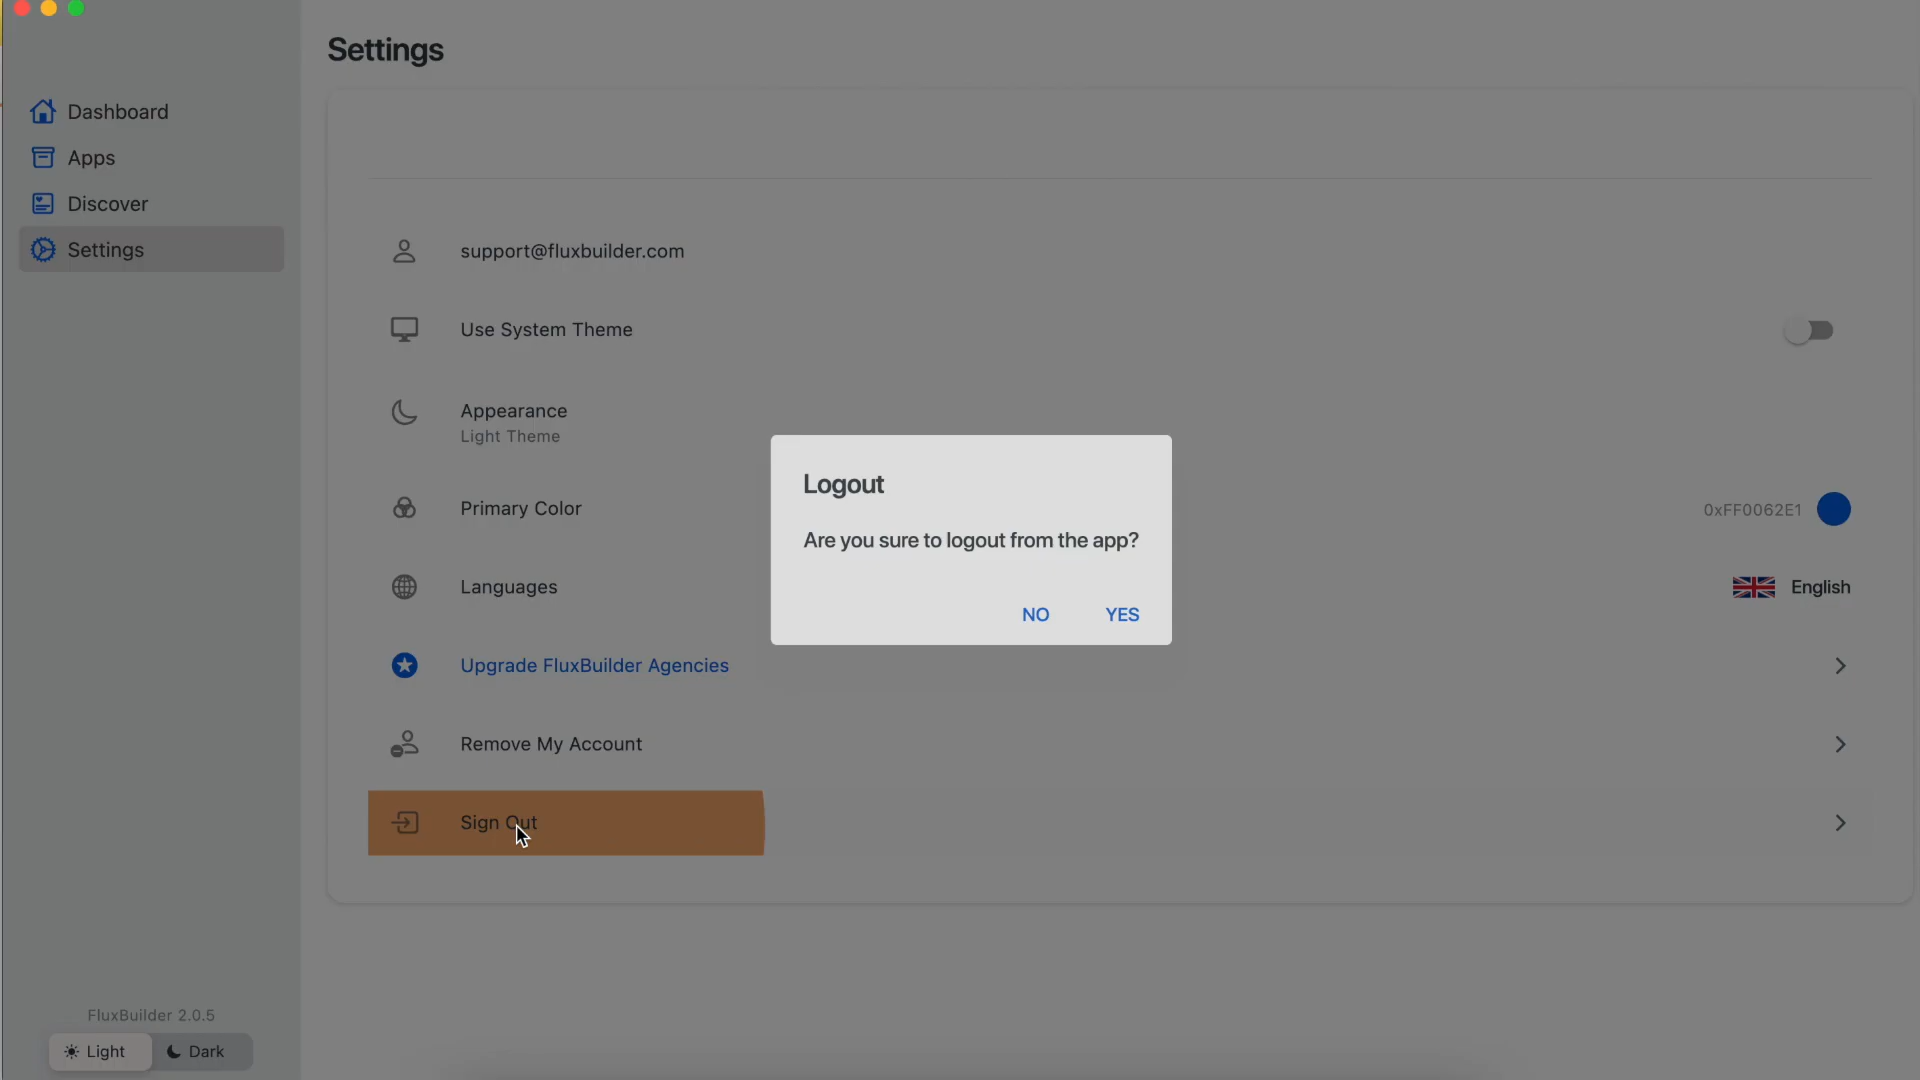 Settings
Dashboard
Apps
Discover
Settings
support@fluxbuilder.com
Use System Theme
Appearance
Light Theme
Logout
Are you sure to logout from the app?
NO YES
Primary Color
0xFF0062E1
Languages
English
Upgrade FluxBuilder Agencies
Remove My Account
Sign Out
FluxBuilder 2.0.5
Light Dark